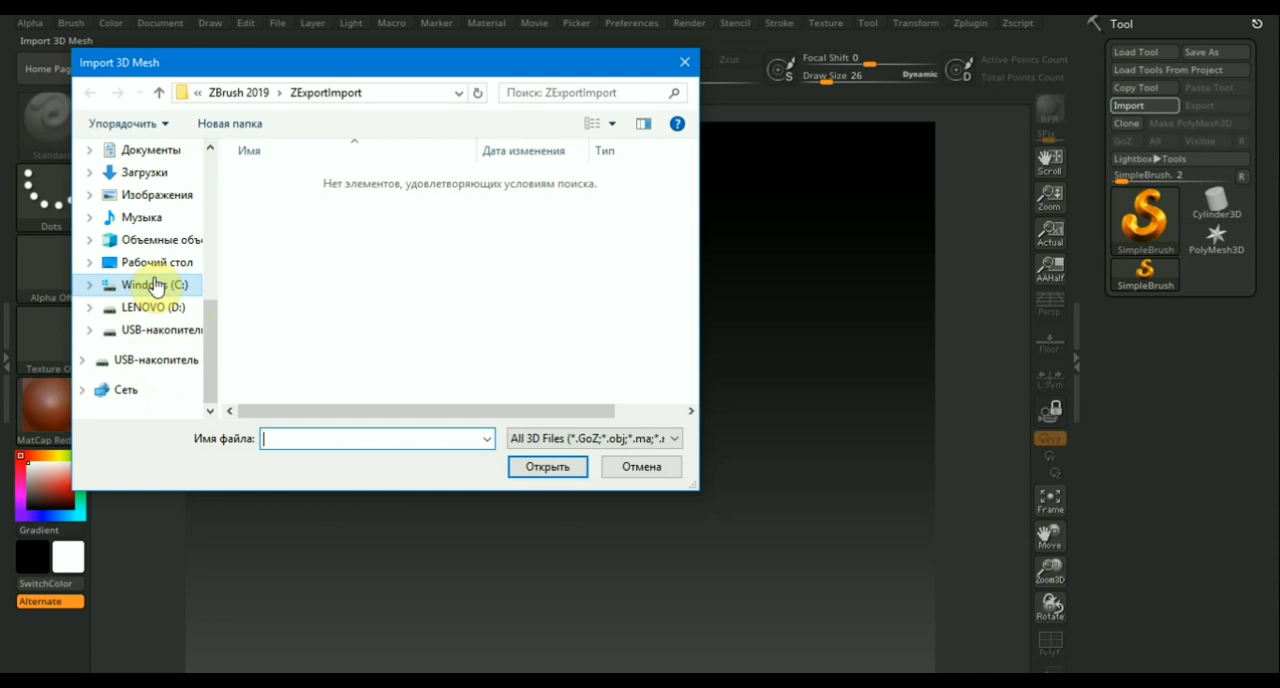 Alpha Brush Color Document Draw Edit File Layer Light Macro Marker Material Movie Picker Preferences Render Stencil Stroke Texture Tool Transform Zplugin Zscript
Tool
Import 3D Mesh
Home Pag
Import 3D Mesh
« ZBrush 2019 › ZExportImport
Поиск: ZExportImport
Упорядочить
Новая папка
Документы
Загрузки
Изображения
Музыка
Объемные объ
Рабочий стол
Windows (C:)
LENOVO (D:)
USB-накопител
USB-накопитель
Сеть
Имя
Дата изменения
Тип
Нет элементов, удовлетворяющих условиям поиска.
Имя файла:
All 3D Files (*.GoZ;*.obj;*.ma;*.r
Открыть
Отмена
Standar
Dots
Alpha Of
Texture O
MatCap Red
Gradient
SwitchColor
Alternate
Zcut
S
Focal Shift 0
Draw Size 26
Dynamic
D
Active Points Count
Total Points Count
BPR
SPix
Scroll
Zoom
Actual
AAHalf
Persp
Floor
L.Sym
Frame
Move
Zoom3D
Rotate
PolyF
Load Tool
Save As
Load Tools From Project
Copy Tool
Paste Tool
Import
Export
Clone
Make PolyMesh3D
GoZ
All
Visible
R
Lightbox▶Tools
SimpleBrush. 2
R
SimpleBrush
Cylinder3D
PolyMesh3D
SimpleBrush